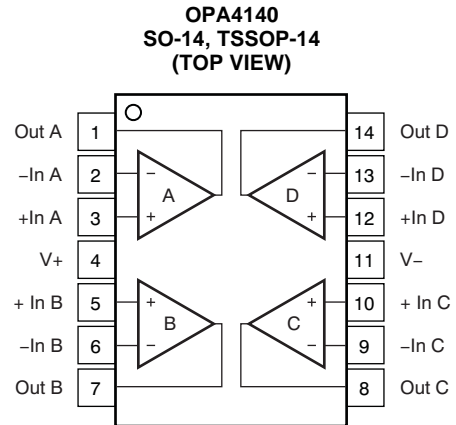 OPA4140
SO-14, TSSOP-14
(TOP VIEW)
Out A 1 14 Out D
−In A 2 − − 13 −In D
A D
+In A 3 + + 12 +In D
V+ 4 11 V−
+ In B 5 + + 10 + In C
B C
−In B 6 − − 9 −In C
Out B 7 8 Out C